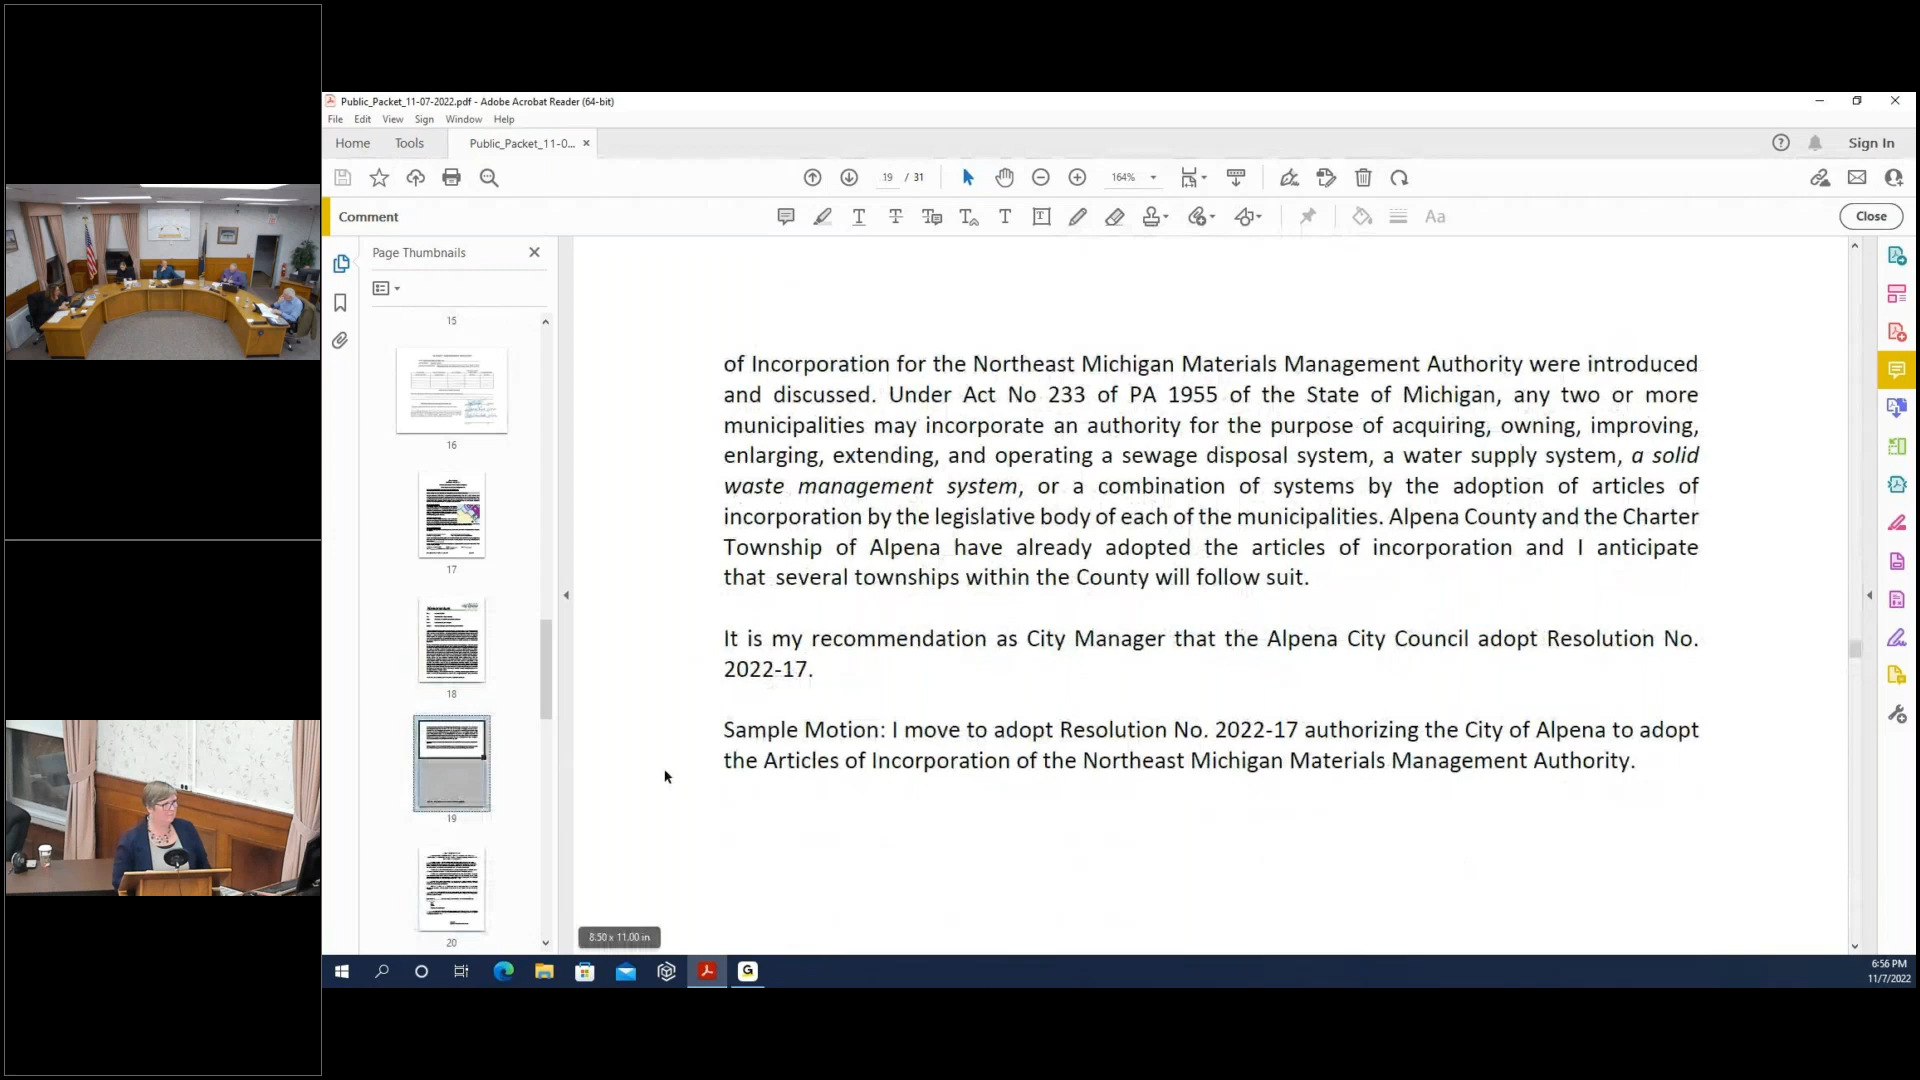 Public_Packet_11-07-2022.pdf - Adobe Acrobat Reader (64-bit)
File Edit View Sign Window Help
Home Tools Public_Packet_11-0... × Sign In
19 / 31 164%
Comment Close
Page Thumbnails
15
16
17
18
19
20
of Incorporation for the Northeast Michigan Materials Management Authority were introduced
and discussed. Under Act No 233 of PA 1955 of the State of Michigan, any two or more
municipalities may incorporate an authority for the purpose of acquiring, owning, improving,
enlarging, extending, and operating a sewage disposal system, a water supply system, a solid
waste management system, or a combination of systems by the adoption of articles of
incorporation by the legislative body of each of the municipalities. Alpena County and the Charter
Township of Alpena have already adopted the articles of incorporation and I anticipate
that several townships within the County will follow suit.
It is my recommendation as City Manager that the Alpena City Council adopt Resolution No.
2022-17.
Sample Motion: I move to adopt Resolution No. 2022-17 authorizing the City of Alpena to adopt
the Articles of Incorporation of the Northeast Michigan Materials Management Authority.
8.50 x 11.00 in
6:56 PM
11/7/2022